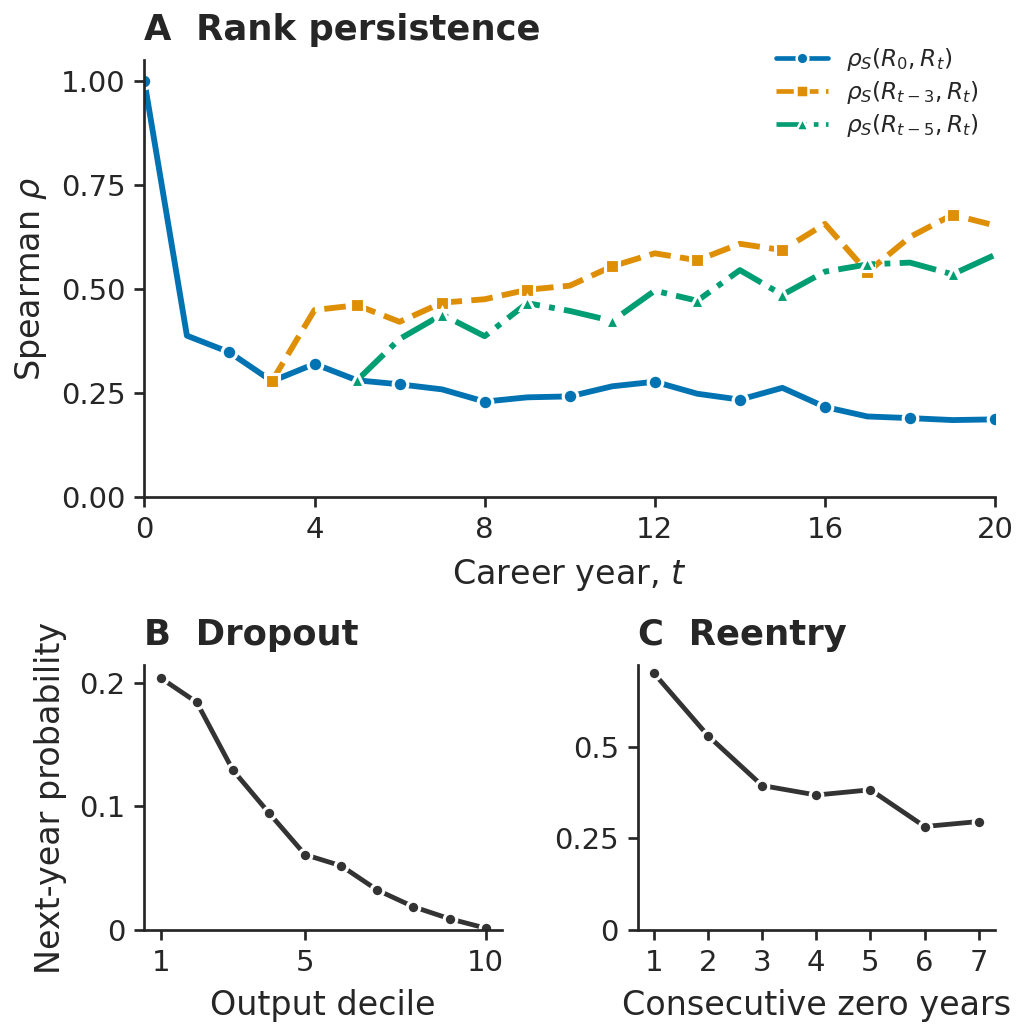 A Rank persistence
ρS(R0, Rt)
ρS(Rt−3, Rt)
ρS(Rt−5, Rt)
Spearman ρ
1.00
0.75
0.50
0.25
0.00
0 4 8 12 16 20
Career year, t
B Dropout
Next-year probability
0.2
0.1
0
1 5 10
Output decile
C Reentry
0.5
0.25
0
1 2 3 4 5 6 7
Consecutive zero years